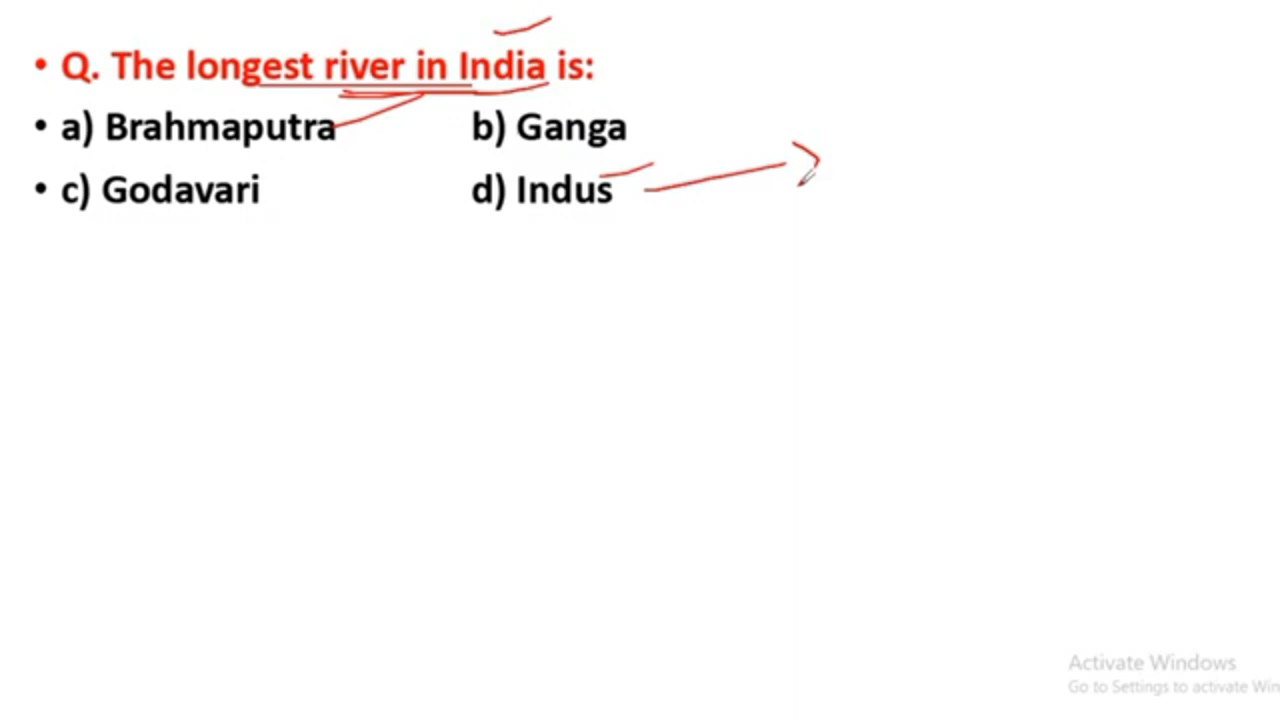 • Q. The longest river in India is:
• a) Brahmaputra b) Ganga
• c) Godavari d) Indus
Activate Windows
Go to Settings to activate Win